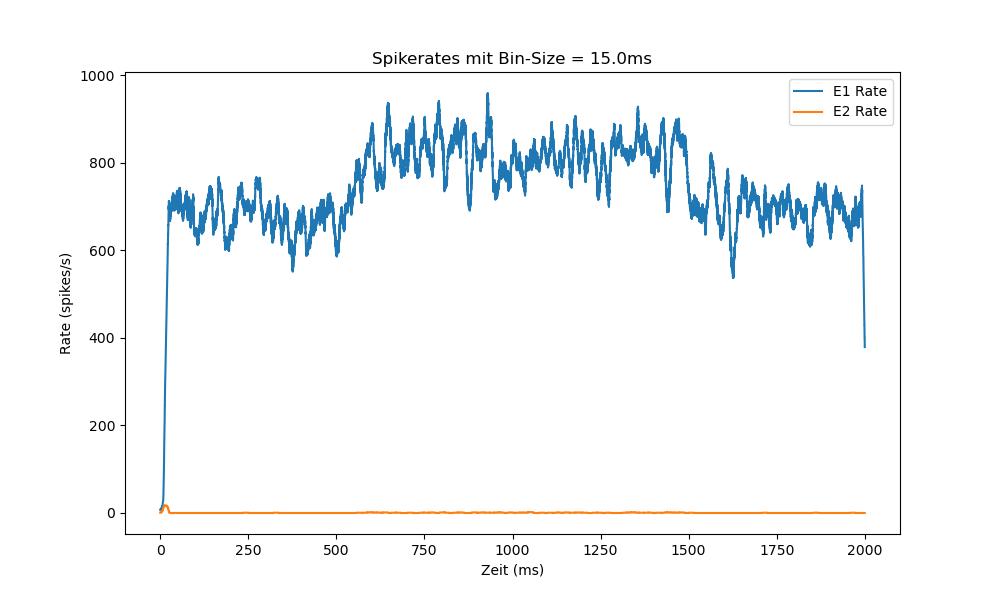 Spikerates mit Bin-Size = 15.0ms
1000
800
600
400
200
0
Rate (spikes/s)
E1 Rate
E2 Rate
0 250 500 750 1000 1250 1500 1750 2000
Zeit (ms)